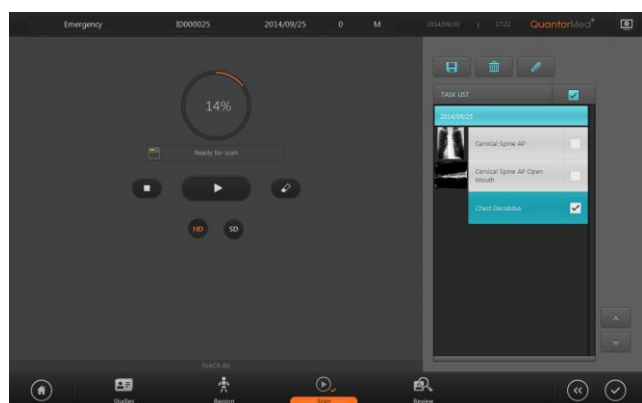 Emergency ID000025 2014/09/25 0 M 2014/09/30 | 17:22 QuantorMed+
14%
Ready for scan
HD SD
TASK LIST
2014/09/25
Cervical Spine AP
Cervical Spine AP Open
Mouth
Chest Decubitus
FireCR-80
Studies Region Scan Review